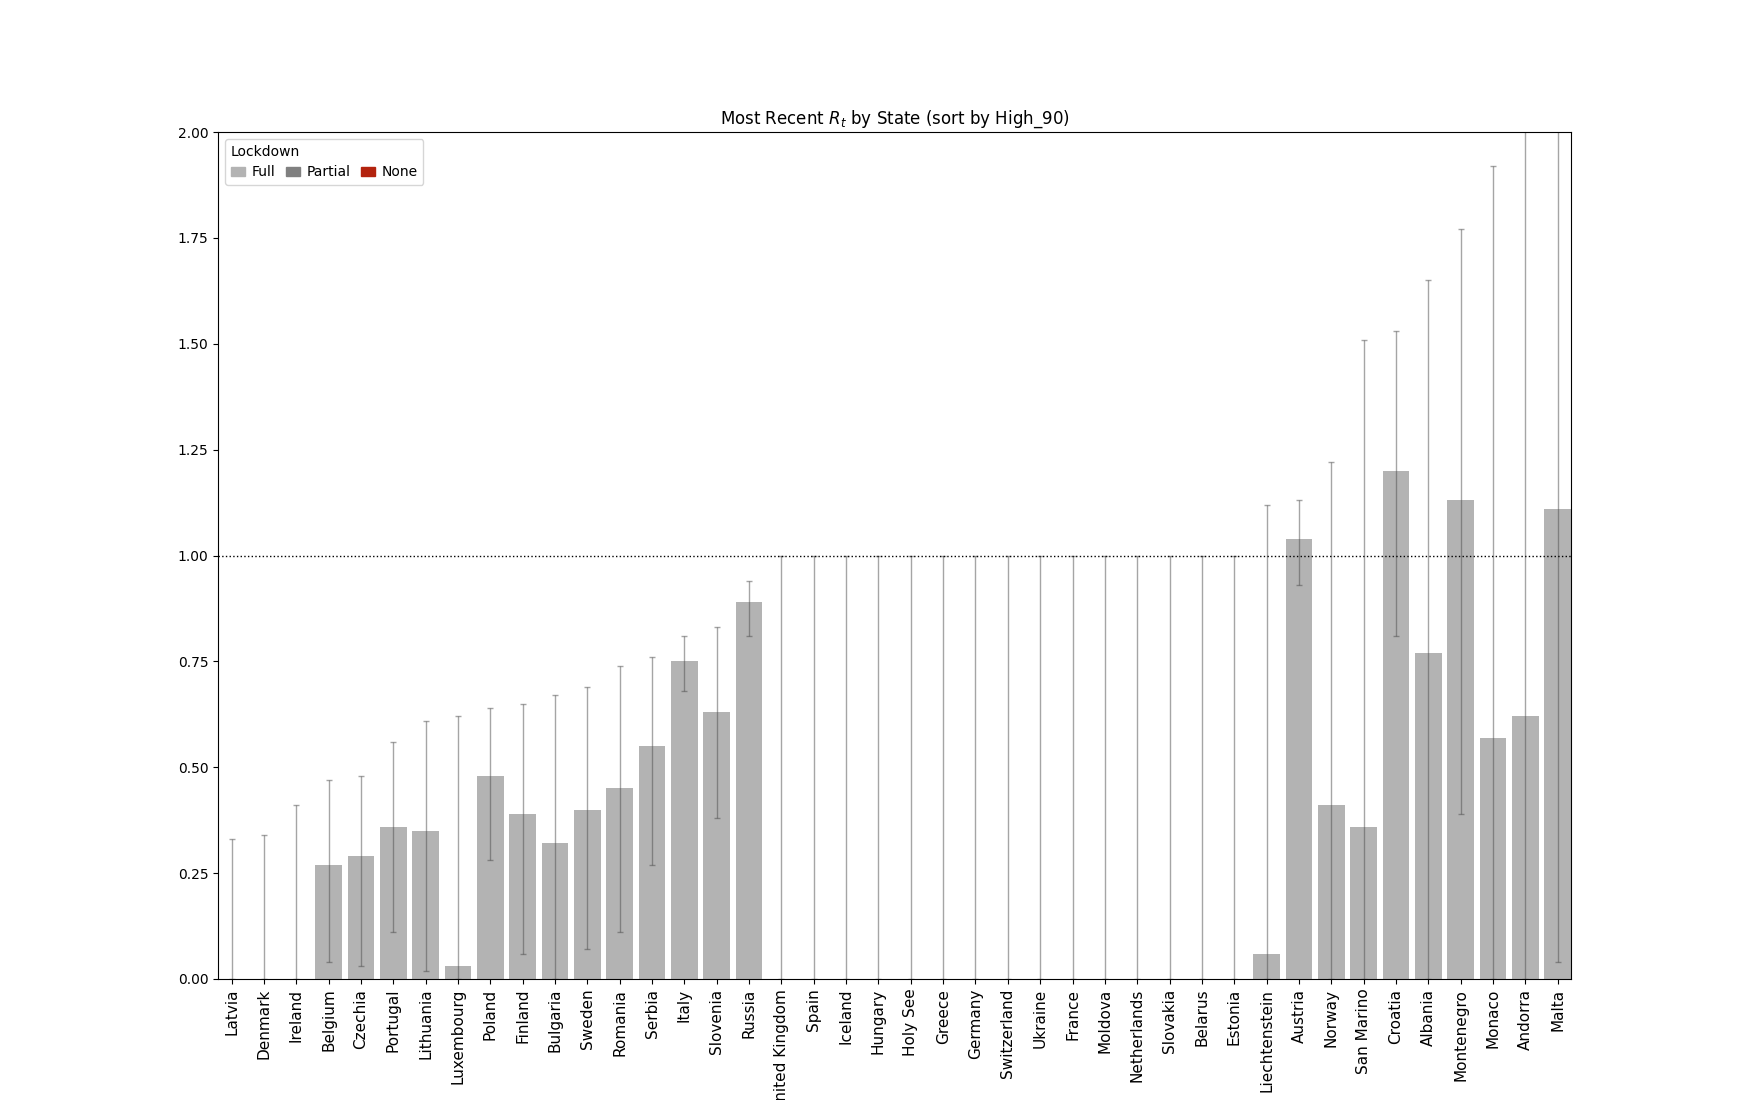 Most Recent R_t by State (sort by High_90)
Lockdown
Full Partial None
2.00
1.75
1.50
1.25
1.00
0.75
0.50
0.25
0.00
Latvia
Denmark
Ireland
Belgium
Czechia
Portugal
Lithuania
Luxembourg
Poland
Finland
Bulgaria
Sweden
Romania
Serbia
Italy
Slovenia
Russia
nited Kingdom
Spain
Iceland
Hungary
Holy See
Greece
Germany
Switzerland
Ukraine
France
Moldova
Netherlands
Slovakia
Belarus
Estonia
Liechtenstein
Austria
Norway
San Marino
Croatia
Albania
Montenegro
Monaco
Andorra
Malta